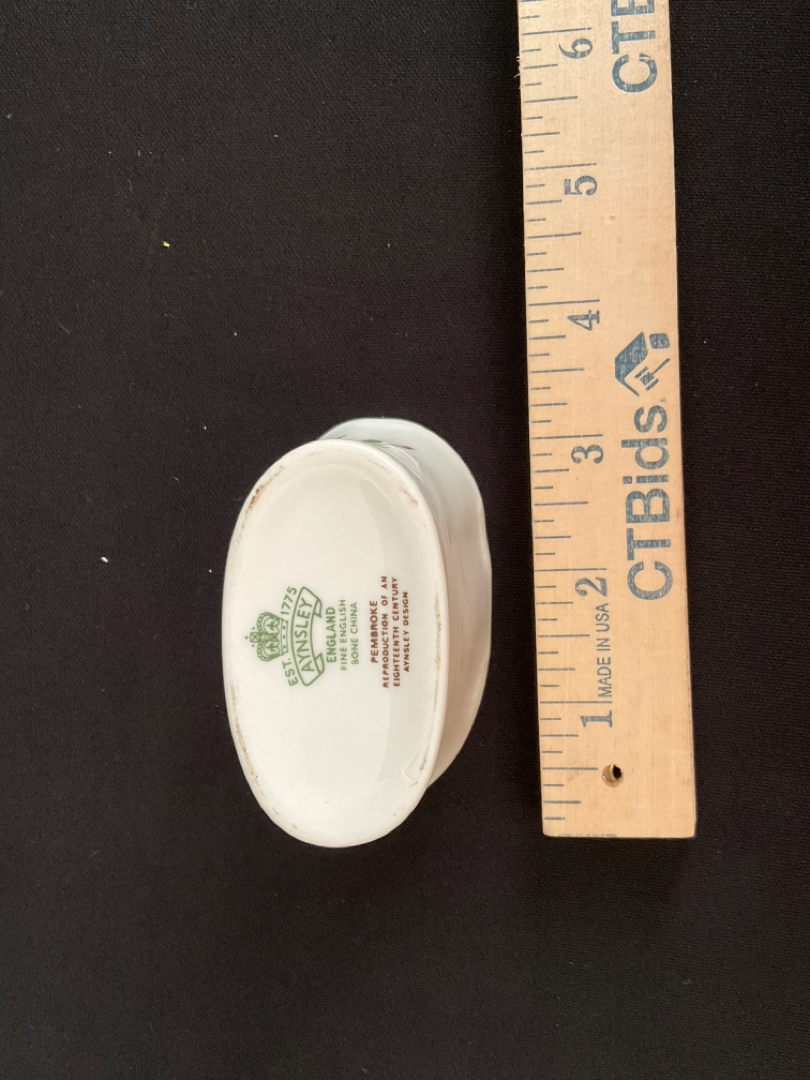 EST. 1775
AYNSLEY
ENGLAND
FINE ENGLISH
BONE CHINA
PEMBROKE
REPRODUCTION OF AN
EIGHTEENTH CENTURY
AYNSLEY DESIGN
1 2 3 4 5 6
MADE IN USA
CTBids
CTB